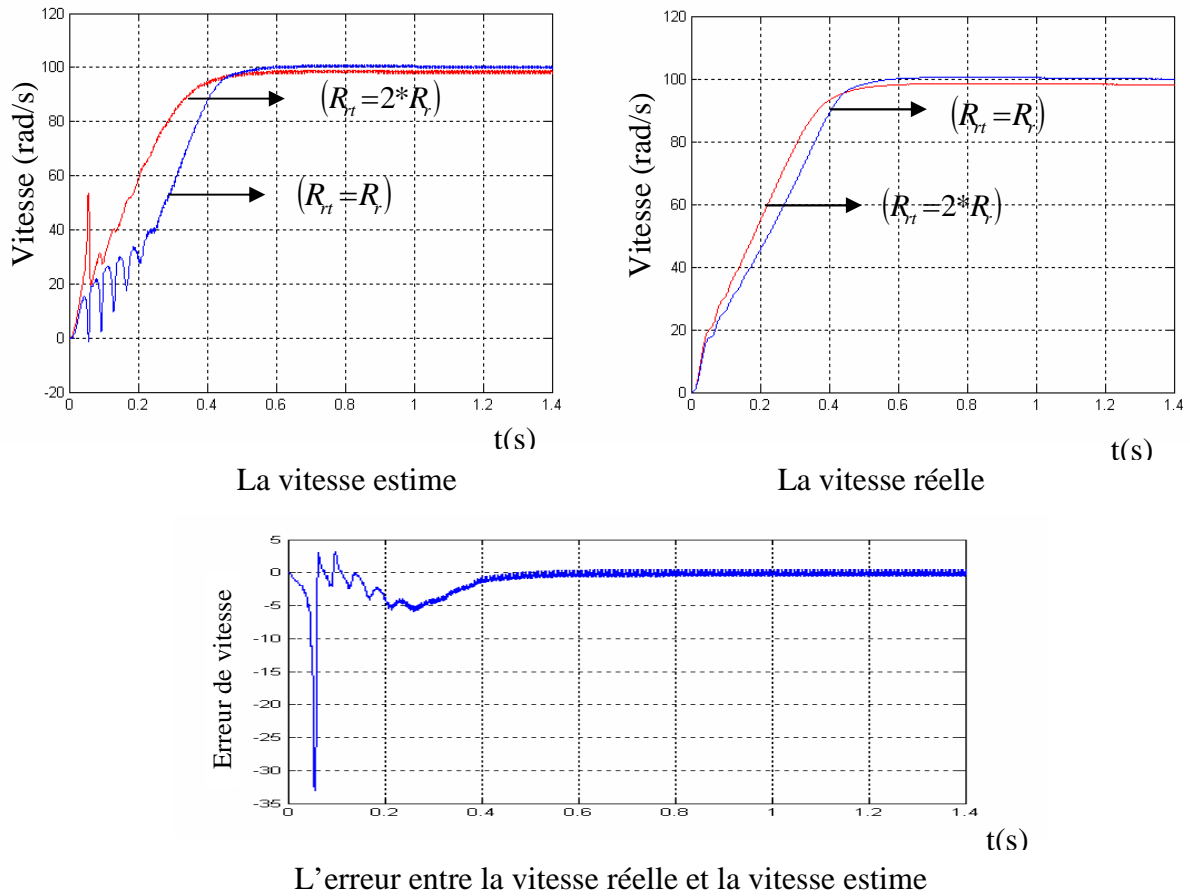 120
100
80
60
40
20
0
-20
0 0.2 0.4 0.6 0.8 1 1.2 1.4
Vitesse (rad/s)
(Rrt=2*Rr)
(Rrt=Rr)
t(s)
La vitesse estime
120
100
80
60
40
20
0
0 0.2 0.4 0.6 0.8 1 1.2 1.4
Vitesse (rad/s)
(Rrt=Rr)
(Rrt=2*Rr)
t(s)
La vitesse réelle
5
0
-5
-10
-15
-20
-25
-30
-35
0 0.2 0.4 0.6 0.8 1 1.2 1.4
Erreur de vitesse
t(s)
L'erreur entre la vitesse réelle et la vitesse estime